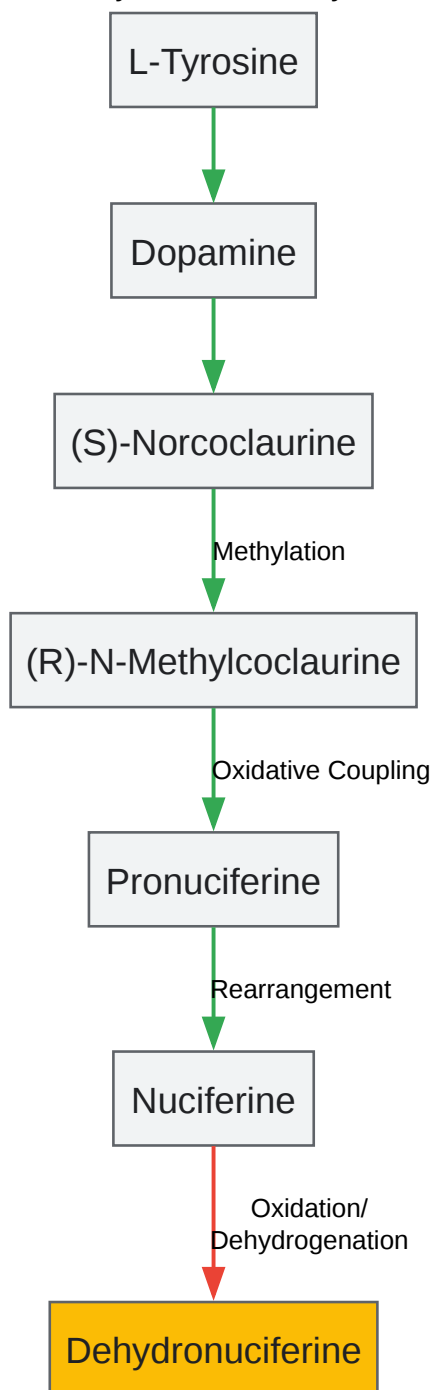 L-Tyrosine
Dopamine
(S)-Norcoclaurine
Methylation
(R)-N-Methylcoclaurine
Oxidative Coupling
Pronuciferine
Rearrangement
Nuciferine
Oxidation/
Dehydrogenation
Dehydronuciferine